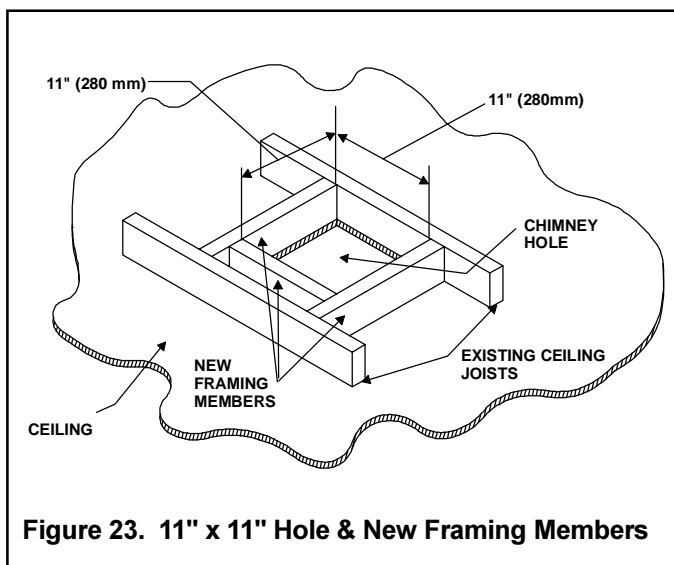 11" (280 mm)
11" (280mm)
CHIMNEY
HOLE
EXISTING CEILING
JOISTS
NEW
FRAMING
MEMBERS
CEILING
Figure 23. 11" x 11" Hole & New Framing Members